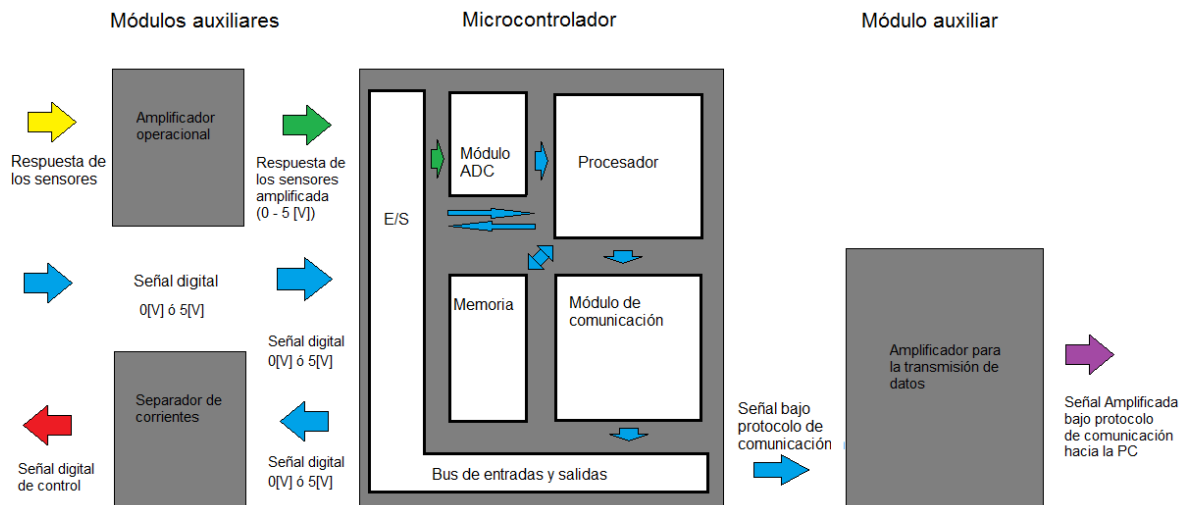 Módulos auxiliares
Microcontrolador
Módulo auxiliar
Amplificador
operacional
Respuesta de
los sensores
Respuesta de
los sensores
amplificada
(0 - 5 [V])
Señal digital
0[V] ó 5[V]
Señal digital
0[V] ó 5[V]
Separador de
corrientes
Señal digital
de control
Señal digital
0[V] ó 5[V]
E/S
Módulo
ADC
Procesador
Memoria
Módulo de
comunicación
Bus de entradas y salidas
Señal bajo
protocolo de
comunicación
Amplificador para
la transmisión de
datos
Señal Amplificada
bajo protocolo
de comunicación
hacia la PC